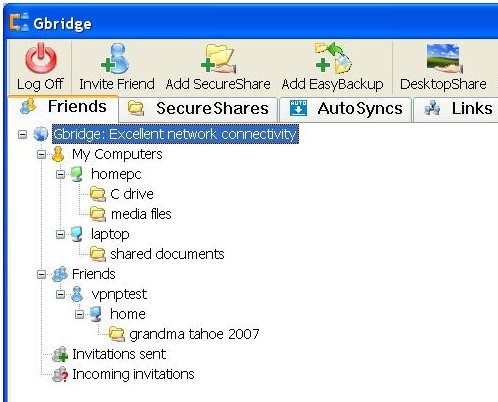 Gbridge
Log Off Invite Friend Add SecureShare Add EasyBackup DesktopShare
Friends SecureShares AUTO AutoSyncs Links
Gbridge: Excellent network connectivity
My Computers
homepc
C drive
media files
laptop
shared documents
Friends
vpnptest
home
grandma tahoe 2007
Invitations sent
Incoming invitations